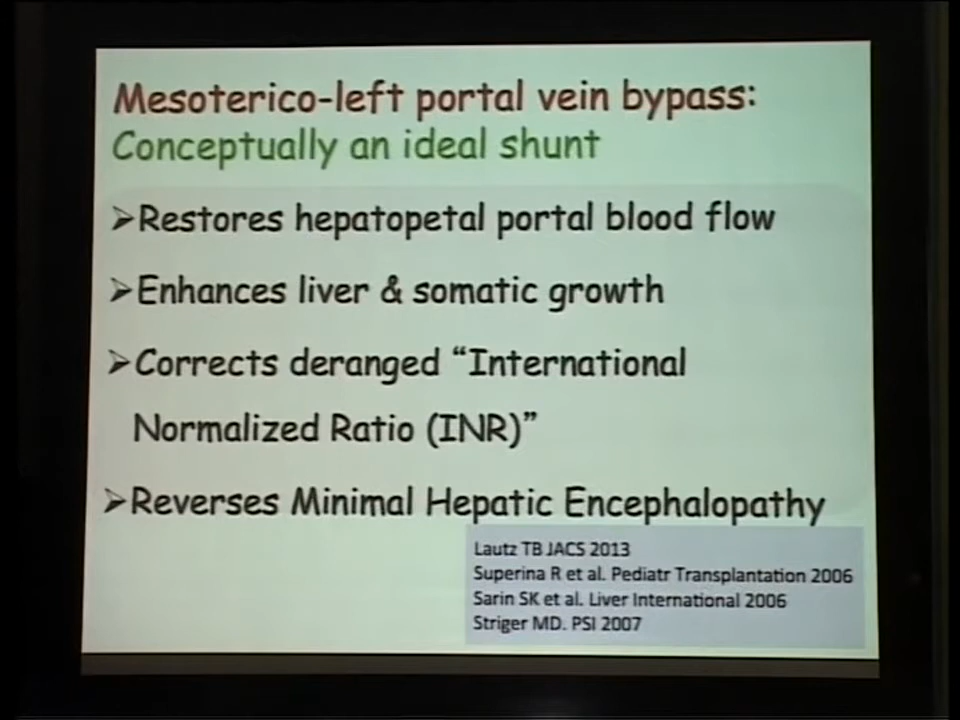 Mesoterico-left portal vein bypass:
Conceptually an ideal shunt
➢Restores hepatopetal portal blood flow
➢Enhances liver & somatic growth
➢Corrects deranged “International
Normalized Ratio (INR)”
➢Reverses Minimal Hepatic Encephalopathy
Lautz TB JACS 2013
Superina R et al. Pediatr Transplantation 2006
Sarin SK et al. Liver International 2006
Striger MD. PSI 2007